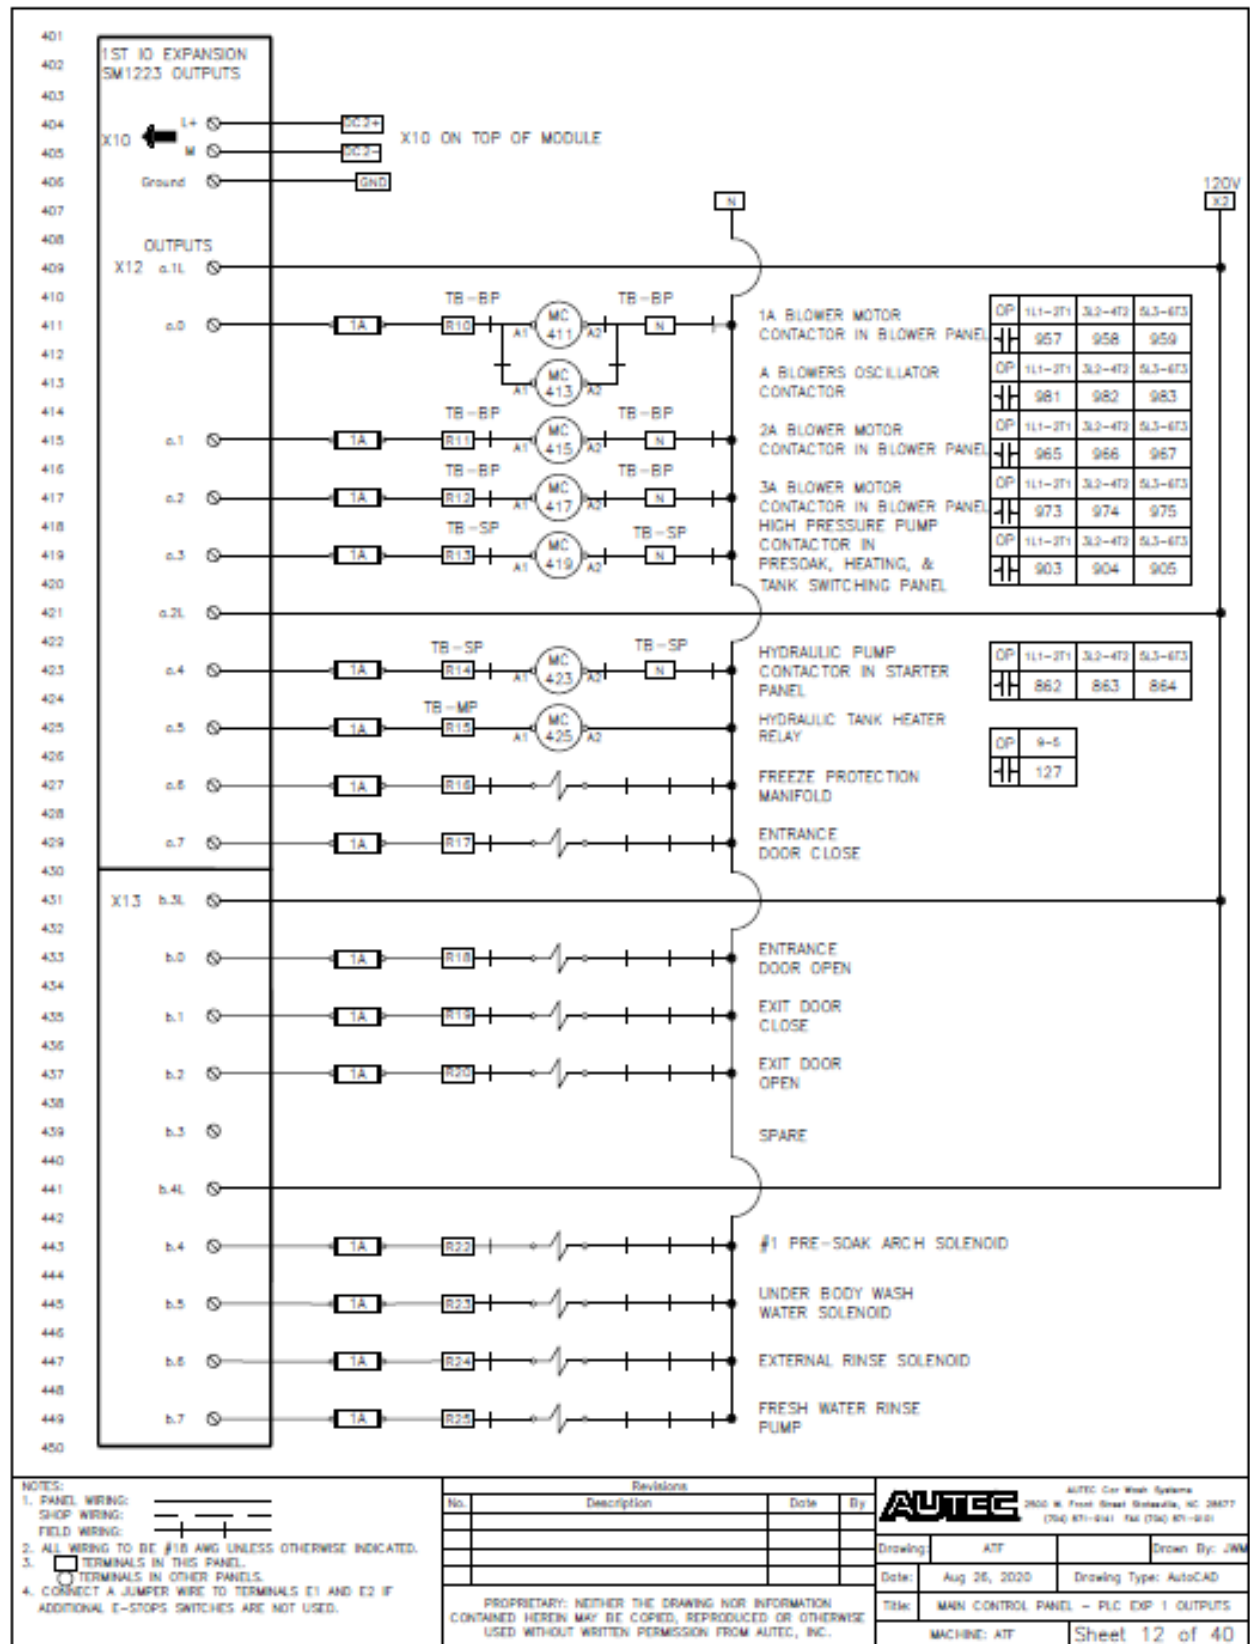 401
402
403
404
405
406
407
408
409
410
411
412
413
414
415
416
417
418
419
420
421
422
423
424
425
426
427
428
429
430
431
432
433
434
435
436
437
438
439
440
441
442
443
444
445
446
447
448
449
450
1ST IO EXPANSION
SM1223 OUTPUTS
L+ DC2+
X10 X10 ON TOP OF MODULE
M DC2-
Ground GND
N
120V
X2
OUTPUTS
X12 a.1L
TB-BP TB-BP
a.0 1A R10 A1 MC 411 A2 N
1A BLOWER MOTOR
CONTACTOR IN BLOWER PANEL
OP 1L1-2T1 3L2-4T2 5L3-6T3
957 958 959
A1 MC 413 A2
A BLOWERS OSCILLATOR
CONTACTOR
OP 1L1-2T1 3L2-4T2 5L3-6T3
981 982 983
TB-BP TB-BP
a.1 1A R11 A1 MC 415 A2 N
2A BLOWER MOTOR
CONTACTOR IN BLOWER PANEL
OP 1L1-2T1 3L2-4T2 5L3-6T3
965 966 967
TB-BP TB-BP
a.2 1A R12 A1 MC 417 A2 N
3A BLOWER MOTOR
CONTACTOR IN BLOWER PANEL
OP 1L1-2T1 3L2-4T2 5L3-6T3
973 974 975
TB-SP TB-SP
a.3 1A R13 A1 MC 419 A2 N
HIGH PRESSURE PUMP
CONTACTOR IN
PRESOAK, HEATING, &
TANK SWITCHING PANEL
OP 1L1-2T1 3L2-4T2 5L3-6T3
903 904 905
a.2L
TB-SP TB-SP
a.4 1A R14 A1 MC 423 A2 N
HYDRAULIC PUMP
CONTACTOR IN STARTER
PANEL
OP 1L1-2T1 3L2-4T2 5L3-6T3
862 863 864
TB-MP
a.5 1A R15 A1 MC 425 A2
HYDRAULIC TANK HEATER
RELAY
OP 9-5
127
a.6 1A R16
FREEZE PROTECTION
MANIFOLD
a.7 1A R17
ENTRANCE
DOOR CLOSE
X13 b.3L
b.0 1A R18
ENTRANCE
DOOR OPEN
b.1 1A R19
EXIT DOOR
CLOSE
b.2 1A R20
EXIT DOOR
OPEN
b.3 SPARE
b.4L
b.4 1A R22 #1 PRE-SOAK ARCH SOLENOID
b.5 1A R23
UNDER BODY WASH
WATER SOLENOID
b.6 1A R24 EXTERNAL RINSE SOLENOID
b.7 1A R25
FRESH WATER RINSE
PUMP
NOTES:
1. PANEL WIRING:
SHOP WIRING:
FIELD WIRING:
2. ALL WIRING TO BE #18 AWG UNLESS OTHERWISE INDICATED.
3. TERMINALS IN THIS PANEL.
TERMINALS IN OTHER PANELS.
4. CONNECT A JUMPER WIRE TO TERMINALS E1 AND E2 IF
ADDITIONAL E-STOPS SWITCHES ARE NOT USED.
Revisions
No. Description Date By
PROPRIETARY: NEITHER THE DRAWING NOR INFORMATION
CONTAINED HEREIN MAY BE COPIED, REPRODUCED OR OTHERWISE
USED WITHOUT WRITTEN PERMISSION FROM AUTEC, INC.
AUTEC
AUTEC Car Wash Systems
2500 W. Front Street Statesville, NC 28677
(704) 871-9141 FAX (704) 871-9101
Drawing: ATF Drawn By: JWM
Date: Aug 26, 2020 Drawing Type: AutoCAD
Title: MAIN CONTROL PANEL - PLC EXP 1 OUTPUTS
MACHINE: ATF Sheet 12 of 40